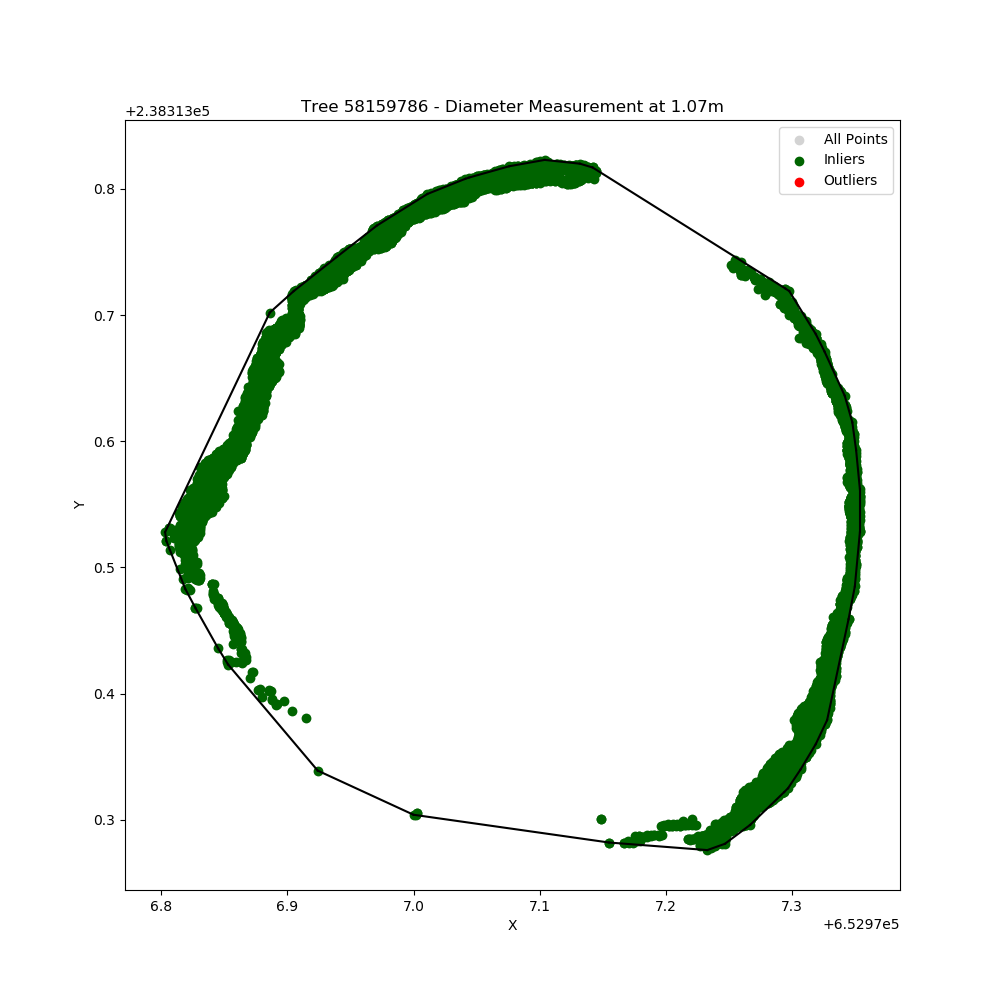 Tree 58159786 - Diameter Measurement at 1.07m
+2.38313e5
All Points
Inliers
Outliers
0.8
0.7
0.6
0.5
0.4
0.3
Y
6.8 6.9 7.0 7.1 7.2 7.3
X
+6.5297e5